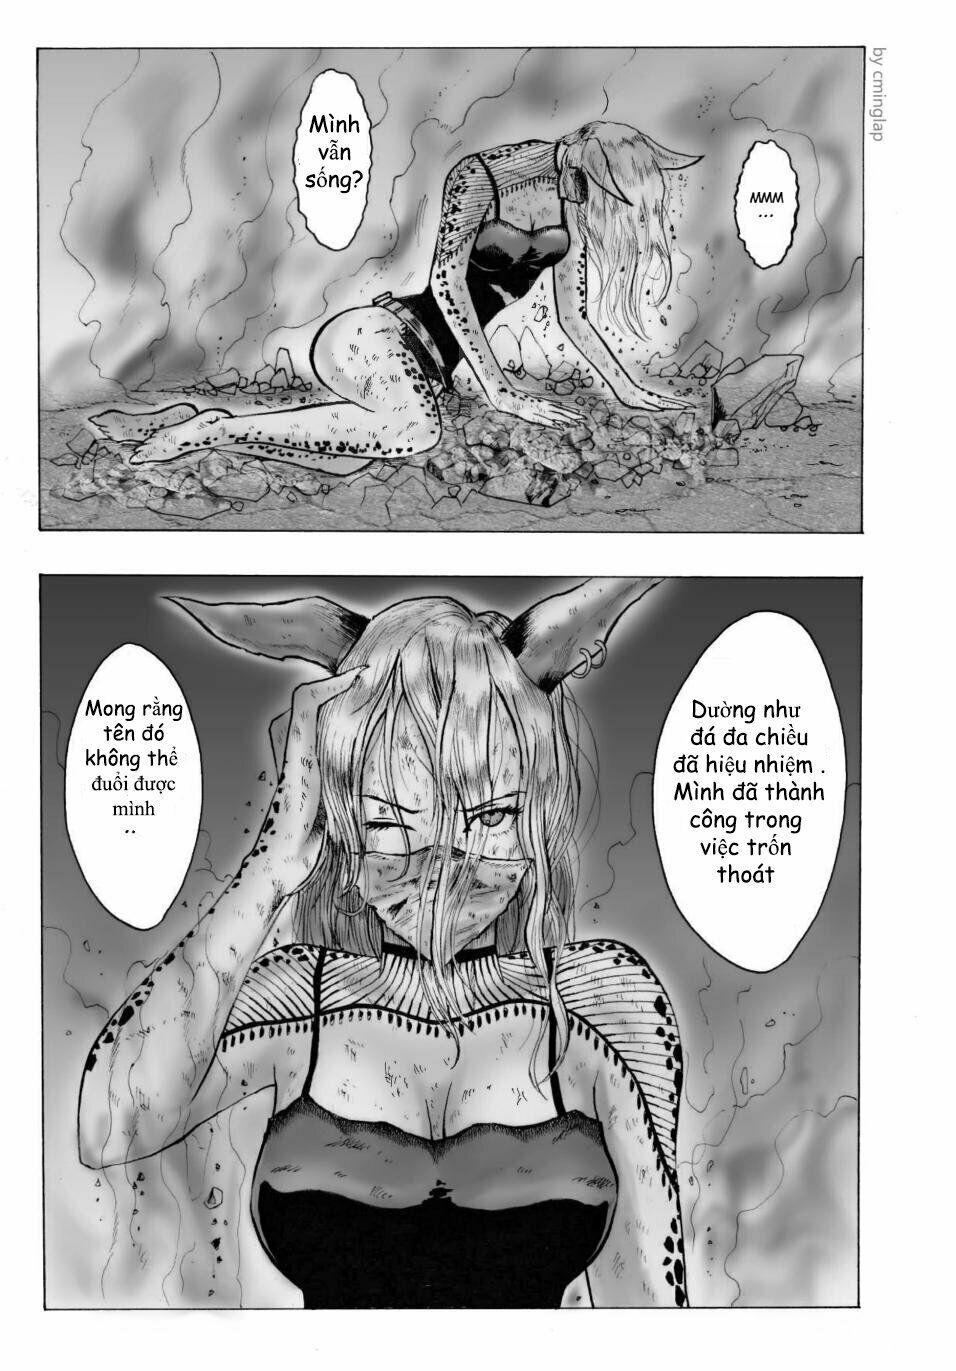 by cminglap
Mình
vẫn
sống?
MMM
...
Mong rằng
tên đó
không thể
đuổi được
mình
..
Dường như
đá đa chiều
đã hiệu nhiệm .
Mình đã thành
công trong
việc trốn
thoát